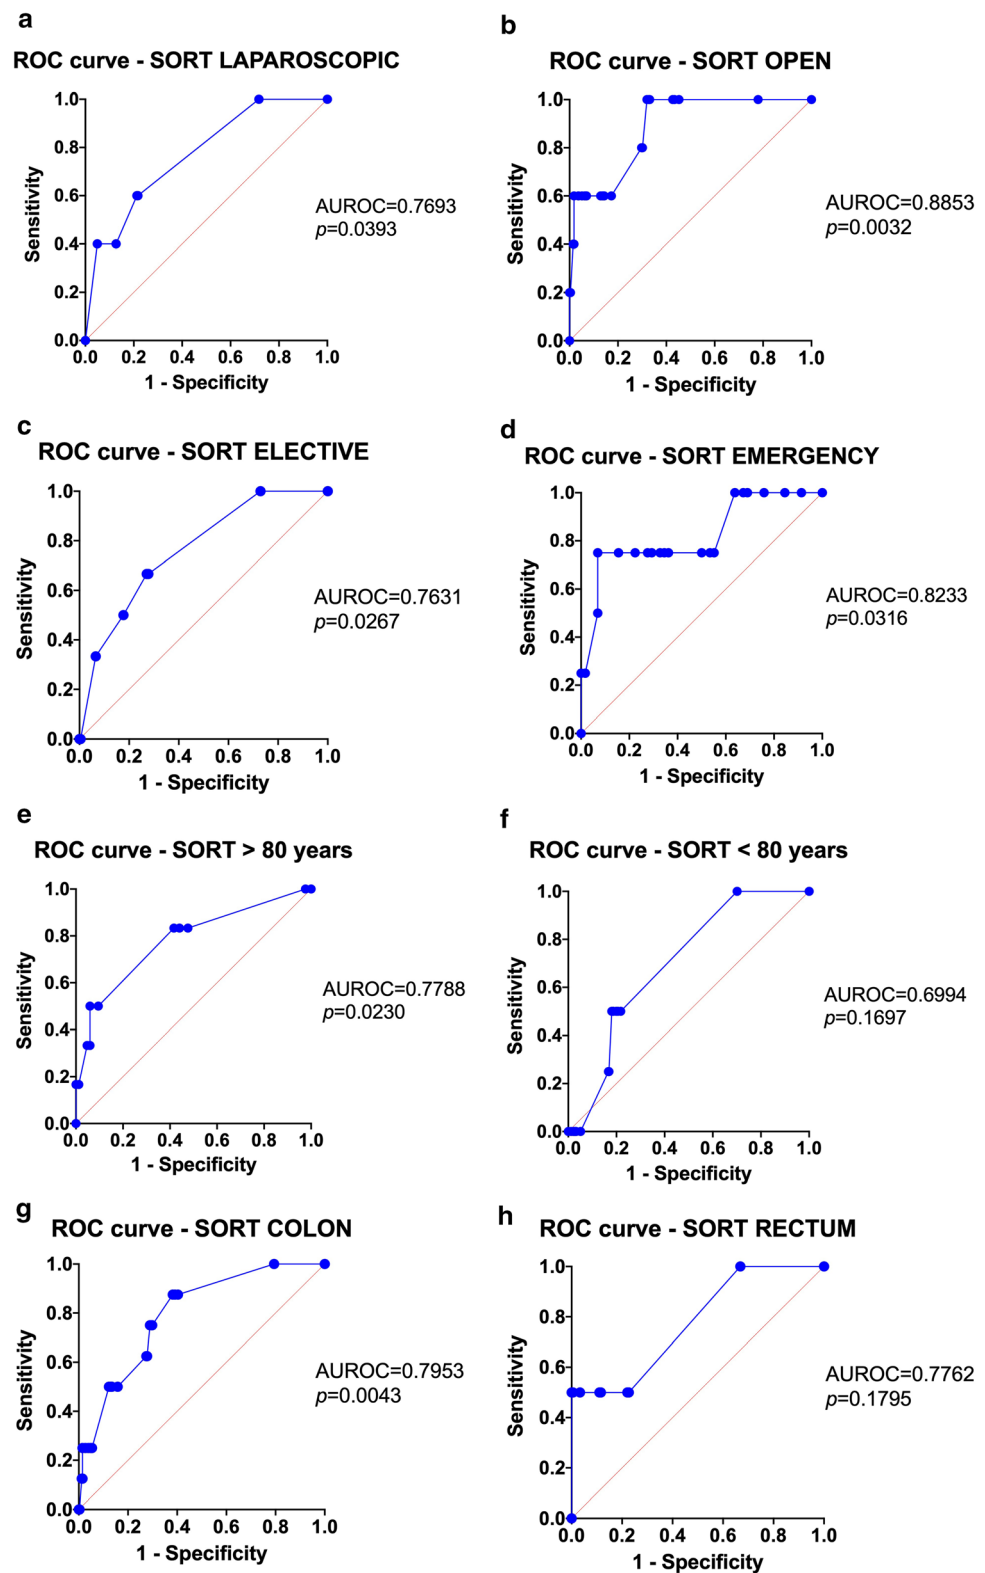 a
ROC curve - SORT LAPAROSCOPIC
1.0
0.8
0.6
0.4
0.2
0.0
Sensitivity
0.0 0.2 0.4 0.6 0.8 1.0
1 - Specificity
AUROC=0.7693
p=0.0393
b
ROC curve - SORT OPEN
1.0
0.8
0.6
0.4
0.2
0.0
Sensitivity
0.0 0.2 0.4 0.6 0.8 1.0
1 - Specificity
AUROC=0.8853
p=0.0032
c
ROC curve - SORT ELECTIVE
1.0
0.8
0.6
0.4
0.2
0.0
Sensitivity
0.0 0.2 0.4 0.6 0.8 1.0
1 - Specificity
AUROC=0.7631
p=0.0267
d
ROC curve - SORT EMERGENCY
1.0
0.8
0.6
0.4
0.2
0.0
Sensitivity
0.0 0.2 0.4 0.6 0.8 1.0
1 - Specificity
AUROC=0.8233
p=0.0316
e
ROC curve - SORT > 80 years
1.0
0.8
0.6
0.4
0.2
0.0
Sensitivity
0.0 0.2 0.4 0.6 0.8 1.0
1 - Specificity
AUROC=0.7788
p=0.0230
f
ROC curve - SORT < 80 years
1.0
0.8
0.6
0.4
0.2
0.0
Sensitivity
0.0 0.2 0.4 0.6 0.8 1.0
1 - Specificity
AUROC=0.6994
p=0.1697
g
ROC curve - SORT COLON
1.0
0.8
0.6
0.4
0.2
0.0
Sensitivity
0.0 0.2 0.4 0.6 0.8 1.0
1 - Specificity
AUROC=0.7953
p=0.0043
h
ROC curve - SORT RECTUM
1.0
0.8
0.6
0.4
0.2
0.0
Sensitivity
0.0 0.2 0.4 0.6 0.8 1.0
1 - Specificity
AUROC=0.7762
p=0.1795